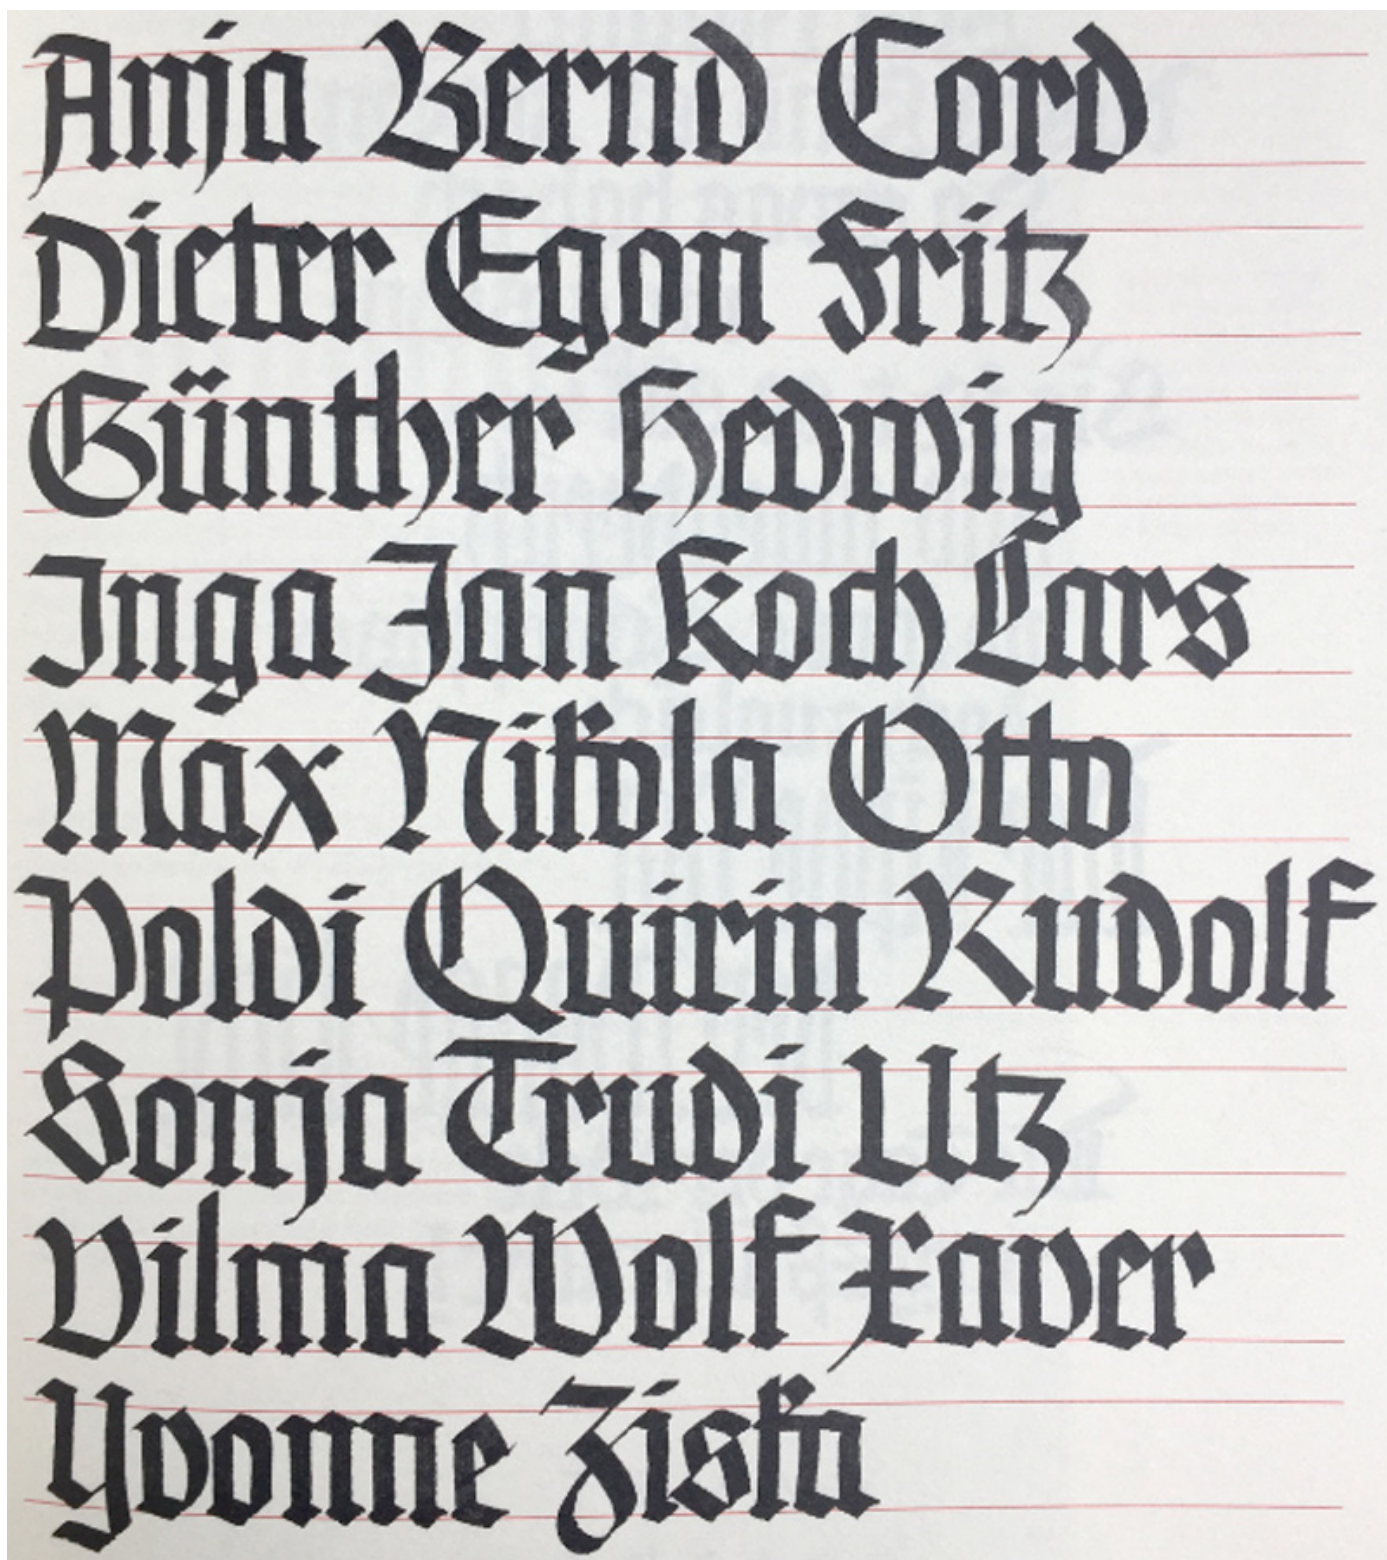 Anja Bernd Cord
Dieter Egon Fritz
Günther Hedwig
Inga Jan Koch Lars
Max Nikola Otto
Poldi Quirin Rudolf
Sonja Trudi Utz
Vilma Wolf Xaver
Yvonne Ziska